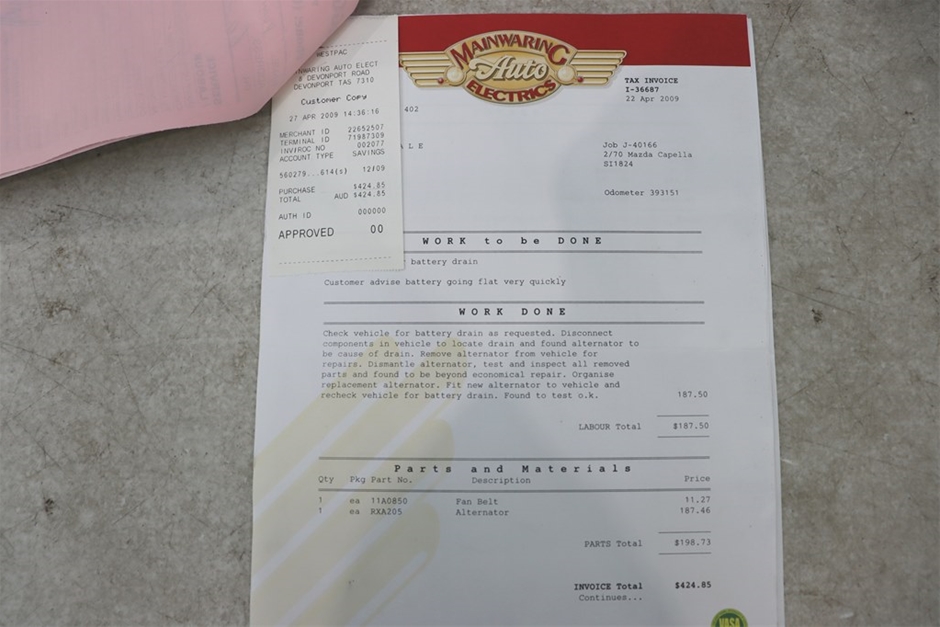 WESTPAC
MAINWARING AUTO ELECT
8 DEVONPORT ROAD
DEVONPORT TAS 7310
Customer Copy
27 APR 2009 14:36:16
MERCHANT ID 22652507
TERMINAL ID 71987309
INV/ROC NO 002077
ACCOUNT TYPE SAVINGS
560279...614(s) 12/09
PURCHASE $424.85
TOTAL AUD $424.85
AUTH ID 000000
APPROVED 00
MAINWARING
Auto
ELECTRICS
TAX INVOICE
I-36687
22 Apr 2009
402
ALE
Job J-40166
2/70 Mazda Capella
SI1824
Odometer 393151
WORK to be DONE
battery drain
Customer advise battery going flat very quickly
WORK DONE
Check vehicle for battery drain as requested. Disconnect
components in vehicle to locate drain and found alternator to
be cause of drain. Remove alternator from vehicle for
repairs. Dismantle alternator, test and inspect all removed
parts and found to be beyond economical repair. Organise
replacement alternator. Fit new alternator to vehicle and
recheck vehicle for battery drain. Found to test o.k. 187.50
LABOUR Total $187.50
Parts and Materials
Qty Pkg Part No. Description Price
1 ea 11A0850 Fan Belt 11.27
1 ea RXA205 Alternator 187.46
PARTS Total $198.73
INVOICE Total $424.85
Continues...
VASA